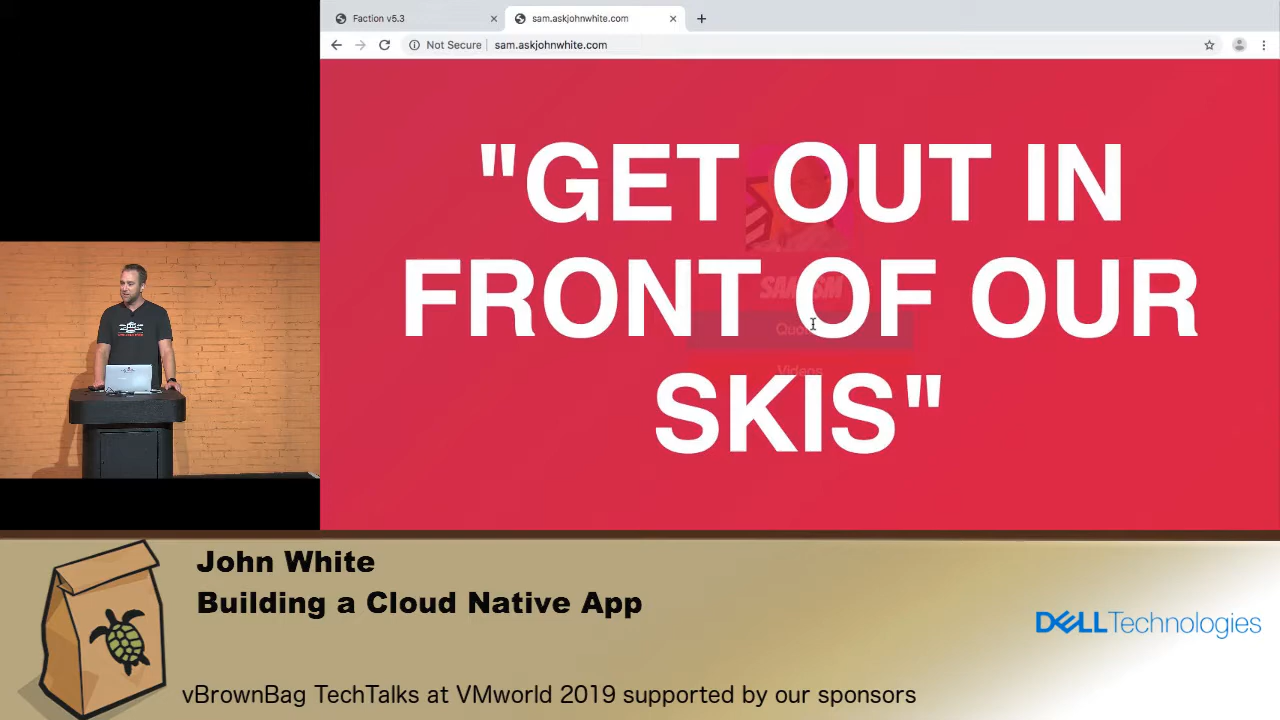 Faction v5.3
sam.askjohnwhite.com
Not Secure
sam.askjohnwhite.com
"GET OUT IN
FRONT OF OUR
SKIS"
Videos
John White
Building a Cloud Native App
DELL Technologies
vBrownBag TechTalks at VMworld 2019 supported by our sponsors